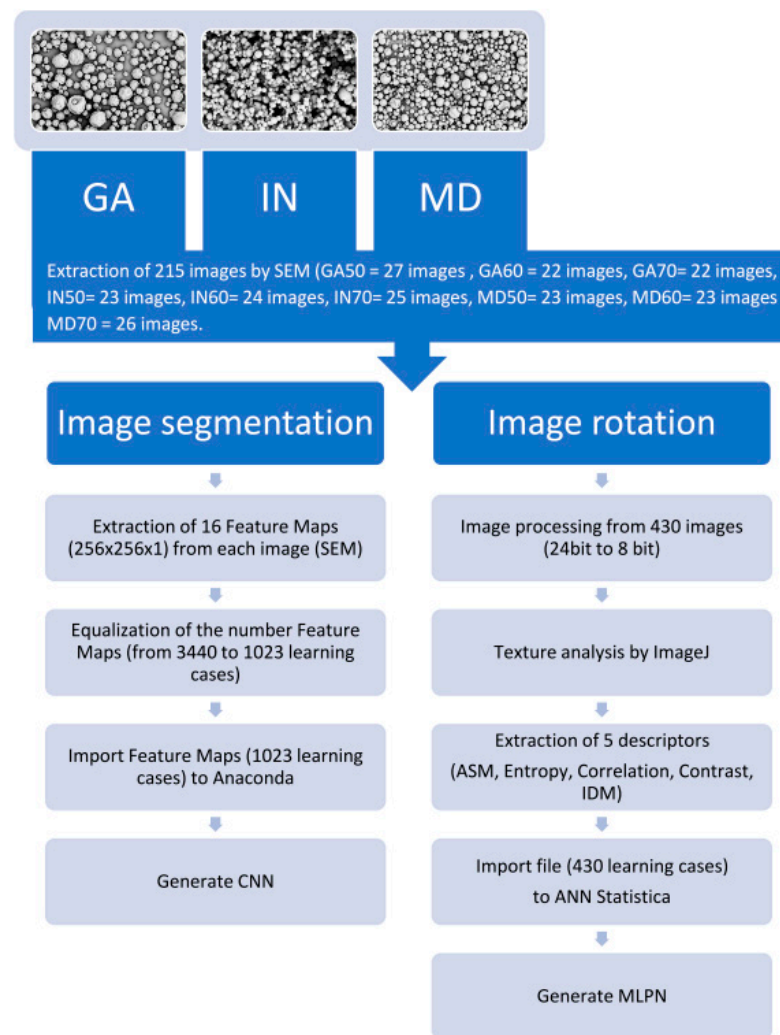 GA
IN
MD
Extraction of 215 images by SEM (GA50 = 27 images , GA60 = 22 images, GA70= 22 images,
IN50= 23 images, IN60= 24 images, IN70= 25 images, MD50= 23 images, MD60= 23 images
MD70 = 26 images.
Image segmentation
Extraction of 16 Feature Maps
(256x256x1) from each image (SEM)
Equalization of the number Feature
Maps (from 3440 to 1023 learning
cases)
Import Feature Maps (1023 learning
cases) to Anaconda
Generate CNN
Image rotation
Image processing from 430 images
(24bit to 8 bit)
Texture analysis by ImageJ
Extraction of 5 descriptors
(ASM, Entropy, Correlation, Contrast,
IDM)
Import file (430 learning cases)
to ANN Statistica
Generate MLPN